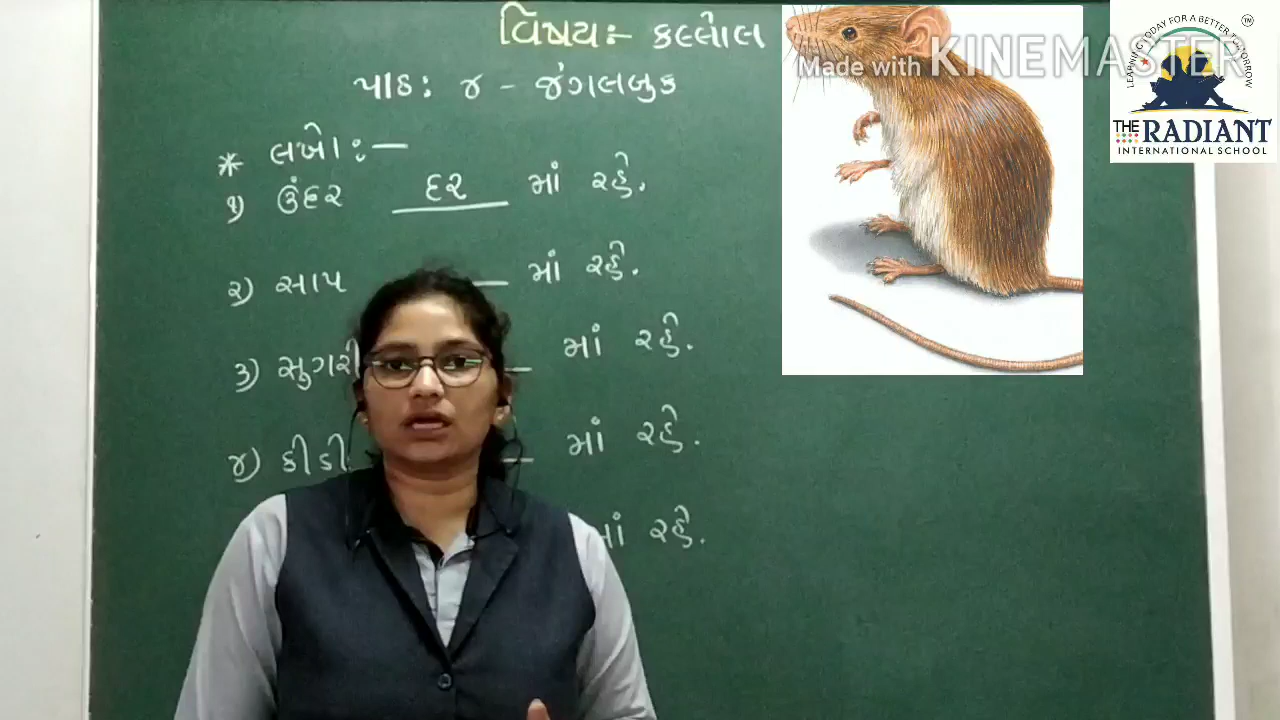 વિષયઃ- કલ્લોલ
પાઠઃ ૪ - જંગલબુક
* લખો :-
૧) ઉંદર દર માં રહે.
૨) સાપ માં રહે.
૩) સુગરી માં રહે.
૪) કીડી માં રહે.
માં રહે.
Made with KINEMASTER
LEARNING TODAY FOR A BETTER TOMORROW
TM
THE RADIANT
INTERNATIONAL SCHOOL